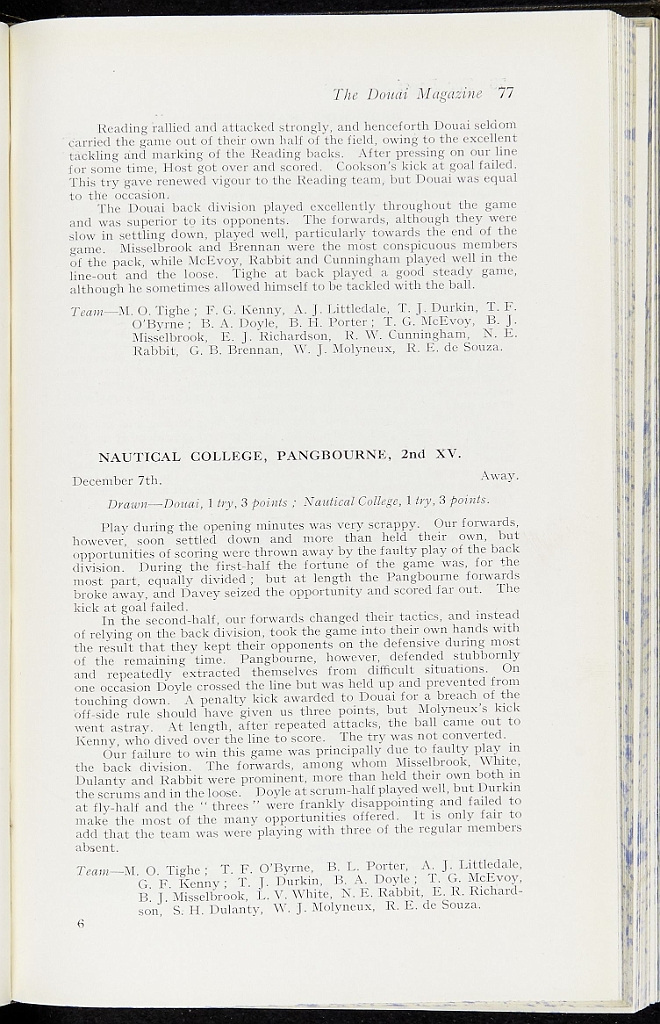 The Douai Magazine 77
Reading rallied and attacked strongly, and henceforth Douai seldom
carried the game out of their own half of the field, owing to the excellent
tackling and marking of the Reading backs. After pressing on our line
for some time, Host got over and scored. Cookson's kick at goal failed.
This try gave renewed vigour to the Reading team, but Douai was equal
to the occasion.
The Douai back division played excellently throughout the game
and was superior to its opponents. The forwards, although they were
slow in settling down, played well, particularly towards the end of the
game. Misselbrook and Brennan were the most conspicuous members
of the pack, while McEvoy, Rabbit and Cunningham played well in the
line-out and the loose. Tighe at back played a good steady game,
although he sometimes allowed himself to be tackled with the ball.
Team—M. O. Tighe ; F. G. Kenny, A. J. Littledale, T. J. Durkin, T. F.
O'Byrne ; B. A. Doyle, B. H. Porter ; T. G. McEvoy, B. J.
Misselbrook, E. J. Richardson, R. W. Cunningham, N. E.
Rabbit, G. B. Brennan, W. J. Molyneux, R. E. de Souza.
NAUTICAL COLLEGE, PANGBOURNE, 2nd XV.
December 7th. Away.
Drawn—Douai, 1 try, 3 points ; Nautical College, 1 try, 3 points.
Play during the opening minutes was very scrappy. Our forwards,
however, soon settled down and more than held their own, but
opportunities of scoring were thrown away by the faulty play of the back
division. During the first-half the fortune of the game was, for the
most part, equally divided ; but at length the Pangbourne forwards
broke away, and Davey seized the opportunity and scored far out. The
kick at goal failed.
In the second-half, our forwards changed their tactics, and instead
of relying on the back division, took the game into their own hands with
the result that they kept their opponents on the defensive during most
of the remaining time. Pangbourne, however, defended stubbornly
and repeatedly extracted themselves from difficult situations. On
one occasion Doyle crossed the line but was held up and prevented from
touching down. A penalty kick awarded to Douai for a breach of the
off-side rule should have given us three points, but Molyneux's kick
went astray. At length, after repeated attacks, the ball came out to
Kenny, who dived over the line to score. The try was not converted.
Our failure to win this game was principally due to faulty play in
the back division. The forwards, among whom Misselbrook, White,
Dulanty and Rabbit were prominent, more than held their own both in
the scrums and in the loose. Doyle at scrum-half played well, but Durkin
at fly-half and the " threes " were frankly disappointing and failed to
make the most of the many opportunities offered. It is only fair to
add that the team was were playing with three of the regular members
absent.
Team—M. O. Tighe ; T. F. O'Byrne, B. L. Porter, A. J. Littledale,
G. F. Kenny ; T. J. Durkin, B. A. Doyle ; T. G. McEvoy,
B. J. Misselbrook, L. V. White, N. E. Rabbit, E. R. Richard-
son, S. H. Dulanty, W. J. Molyneux, R. E. de Souza.
6